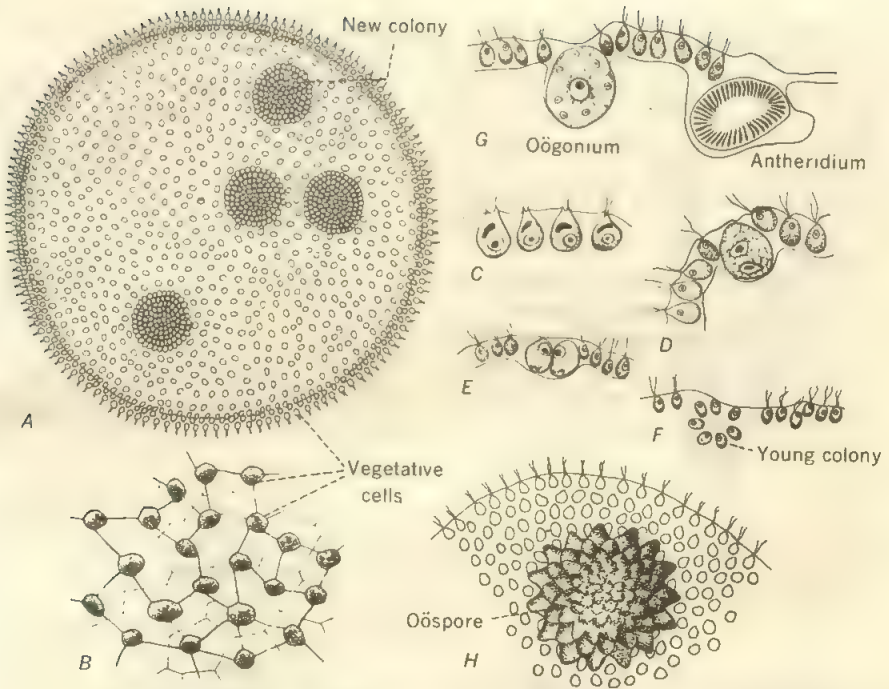 New colony
G
Oögonium
Antheridium
C
D
A
E
F
Young colony
Vegetative
cells
Oöspore
B
H